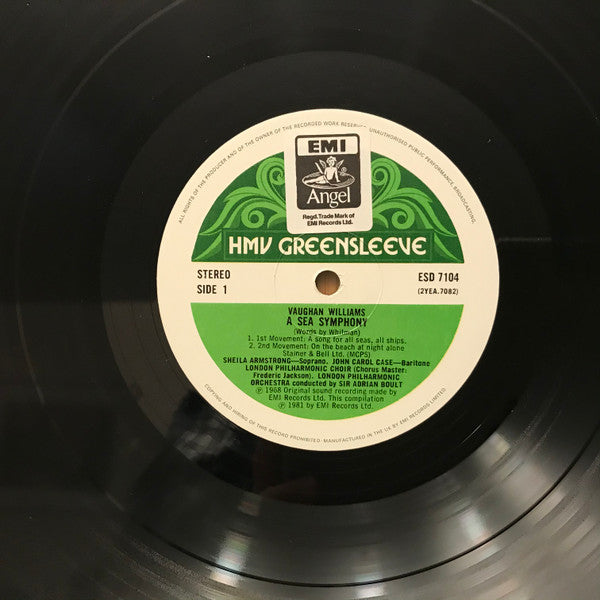 ALL RIGHTS OF THE PRODUCER AND OF THE OWNER OF THE RECORDED WORK RESERVED. UNAUTHORISED PUBLIC PERFORMANCE, BROADCASTING,
EMI
Angel
Regd. Trade Mark of
EMI Records Ltd.
HMV GREENSLEEVE
STEREO
SIDE 1
ESD 7104
(2YEA.7082)
VAUGHAN WILLIAMS
A SEA SYMPHONY
(Words by Whitman)
1. 1st Movement: A song for all seas, all ships.
2. 2nd Movement: On the beach at night alone
Stainer & Bell Ltd. (MCPS)
SHEILA ARMSTRONG—Soprano. JOHN CAROL CASE—Baritone
LONDON PHILHARMONIC CHOIR (Chorus Master:
Frederic Jackson). LONDON PHILHARMONIC
ORCHESTRA conducted by SIR ADRIAN BOULT
℗ 1968 Original sound recording made by
EMI Records Ltd. This compilation
℗ 1981 by EMI Records Ltd.
COPYING AND HIRING OF THIS RECORD PROHIBITED · MANUFACTURED IN THE U.K. BY EMI RECORDS LIMITED